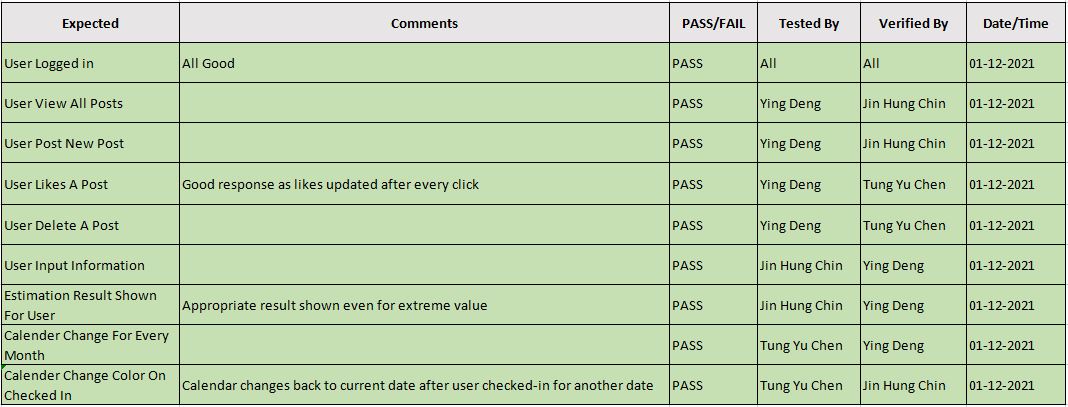 Expected Comments PASS/FAIL Tested By Verified By Date/Time
User Logged in All Good PASS All All 01-12-2021
User View All Posts PASS Ying Deng Jin Hung Chin 01-12-2021
User Post New Post PASS Ying Deng Jin Hung Chin 01-12-2021
User Likes A Post Good response as likes updated after every click PASS Ying Deng Tung Yu Chen 01-12-2021
User Delete A Post PASS Ying Deng Tung Yu Chen 01-12-2021
User Input Information PASS Jin Hung Chin Ying Deng 01-12-2021
Estimation Result Shown
For User Appropriate result shown even for extreme value PASS Jin Hung Chin Ying Deng 01-12-2021
Calender Change For Every
Month PASS Tung Yu Chen Ying Deng 01-12-2021
Calender Change Color On
Checked In Calendar changes back to current date after user checked-in for another date PASS Tung Yu Chen Jin Hung Chin 01-12-2021